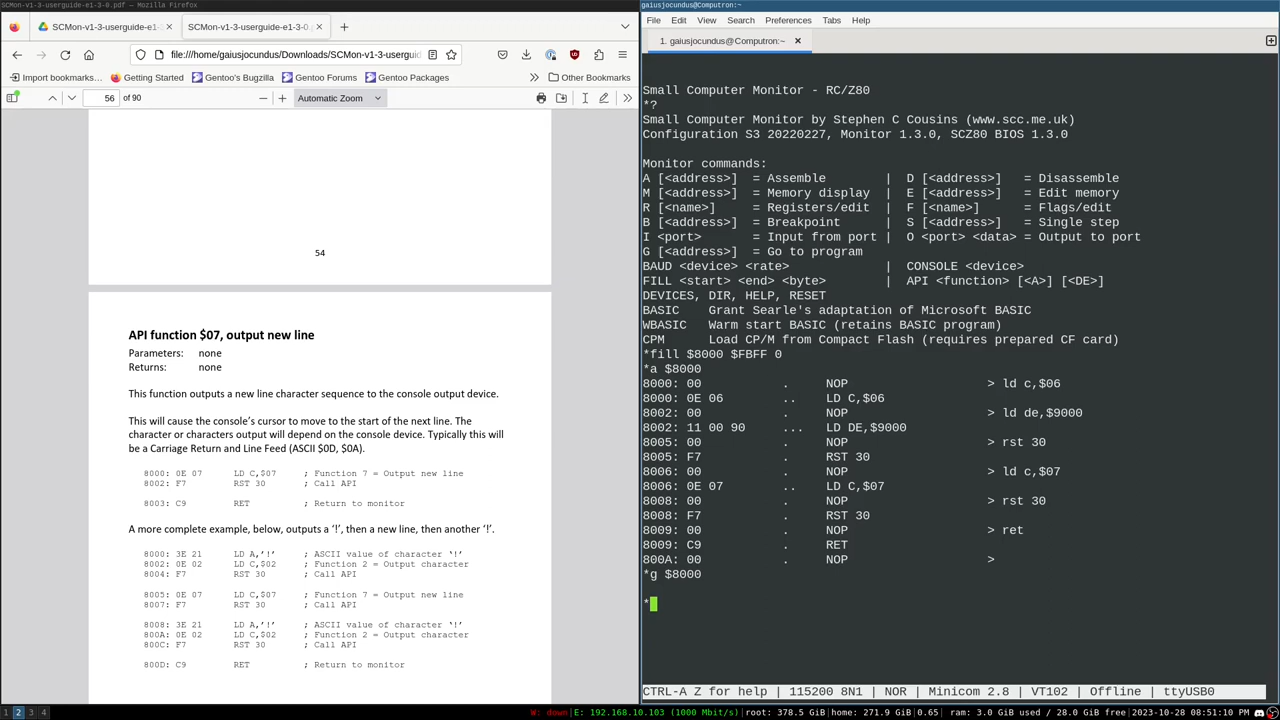 SCMon-v1-3-userguide-e1-3-0.pdf — Mozilla Firefox
SCMon-v1-3-userguide-e1-3-
SCMon-v1-3-userguide-e1-3-0.
file:///home/gaiusjocundus/Downloads/SCMon-v1-3-usergui
Import bookmarks…
Getting Started
Gentoo's Bugzilla
Gentoo Forums
Gentoo Packages
Other Bookmarks
56 of 90
Automatic Zoom
54
API function $07, output new line
Parameters: none
Returns: none
This function outputs a new line character sequence to the console output device.
This will cause the console's cursor to move to the start of the next line. The
character or characters output will depend on the console device. Typically this will
be a Carriage Return and Line Feed (ASCII $0D, $0A).
8000: 0E 07 LD C,$07 ; Function 7 = Output new line
8002: F7 RST 30 ; Call API
8003: C9 RET ; Return to monitor
A more complete example, below, outputs a '!', then a new line, then another '!'.
8000: 3E 21 LD A,'!' ; ASCII value of character '!'
8002: 0E 02 LD C,$02 ; Function 2 = Output character
8004: F7 RST 30 ; Call API
8005: 0E 07 LD C,$07 ; Function 7 = Output new line
8007: F7 RST 30 ; Call API
8008: 3E 21 LD A,'!' ; ASCII value of character '!'
800A: 0E 02 LD C,$02 ; Function 2 = Output character
800C: F7 RST 30 ; Call API
800D: C9 RET ; Return to monitor
gaiusjocundus@Computron:~
File Edit View Search Preferences Tabs Help
1. gaiusjocundus@Computron:~
Small Computer Monitor - RC/Z80
*?
Small Computer Monitor by Stephen C Cousins (www.scc.me.uk)
Configuration S3 20220227, Monitor 1.3.0, SCZ80 BIOS 1.3.0
Monitor commands:
A [<address>] = Assemble | D [<address>] = Disassemble
M [<address>] = Memory display | E [<address>] = Edit memory
R [<name>] = Registers/edit | F [<name>] = Flags/edit
B [<address>] = Breakpoint | S [<address>] = Single step
I <port> = Input from port | O <port> <data> = Output to port
G [<address>] = Go to program
BAUD <device> <rate> | CONSOLE <device>
FILL <start> <end> <byte> | API <function> [<A>] [<DE>]
DEVICES, DIR, HELP, RESET
BASIC Grant Searle's adaptation of Microsoft BASIC
WBASIC Warm start BASIC (retains BASIC program)
CPM Load CP/M from Compact Flash (requires prepared CF card)
*fill $8000 $FBFF 0
*a $8000
8000: 00 . NOP > ld c,$06
8000: 0E 06 .. LD C,$06
8002: 00 . NOP > ld de,$9000
8002: 11 00 90 ... LD DE,$9000
8005: 00 . NOP > rst 30
8005: F7 . RST 30
8006: 00 . NOP > ld c,$07
8006: 0E 07 .. LD C,$07
8008: 00 . NOP > rst 30
8008: F7 . RST 30
8009: 00 . NOP > ret
8009: C9 . RET
800A: 00 . NOP >
*g $8000
*
CTRL-A Z for help | 115200 8N1 | NOR | Minicom 2.8 | VT102 | Offline | ttyUSB0
1 2 3 4 5 6 7 8 W: down|E: 192.168.10.103 (1000 Mbit/s)|root: 378.5 GiB|home: 271.9 GiB|0.65 |ram: 3.0 GiB used / 28.0 GiB free|2023-10-28 08:51:10 PM